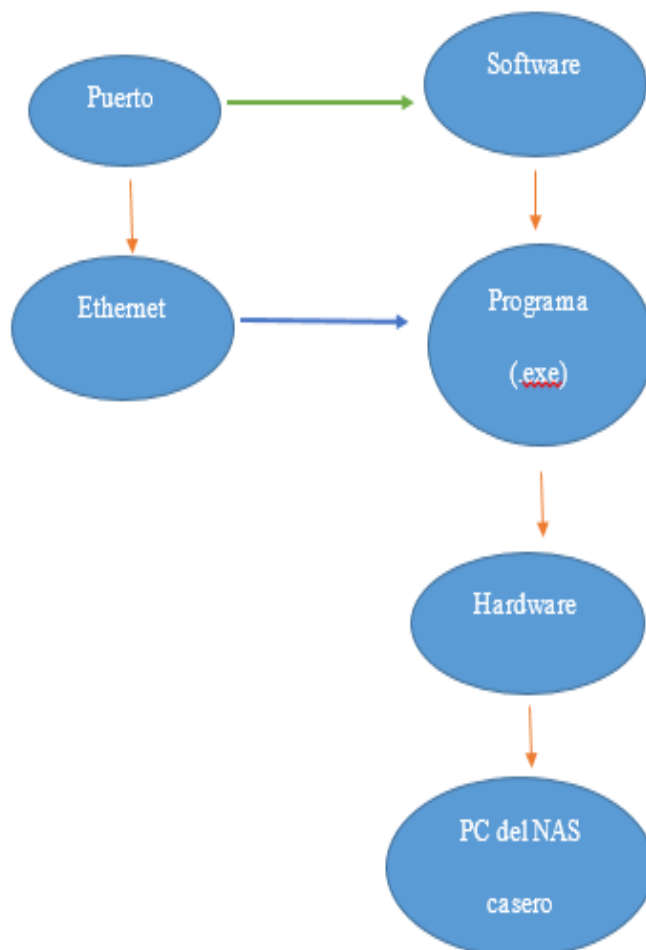 Puerto
Software
Ethernet
Programa
(.exe)
Hardware
PC del NAS
casero